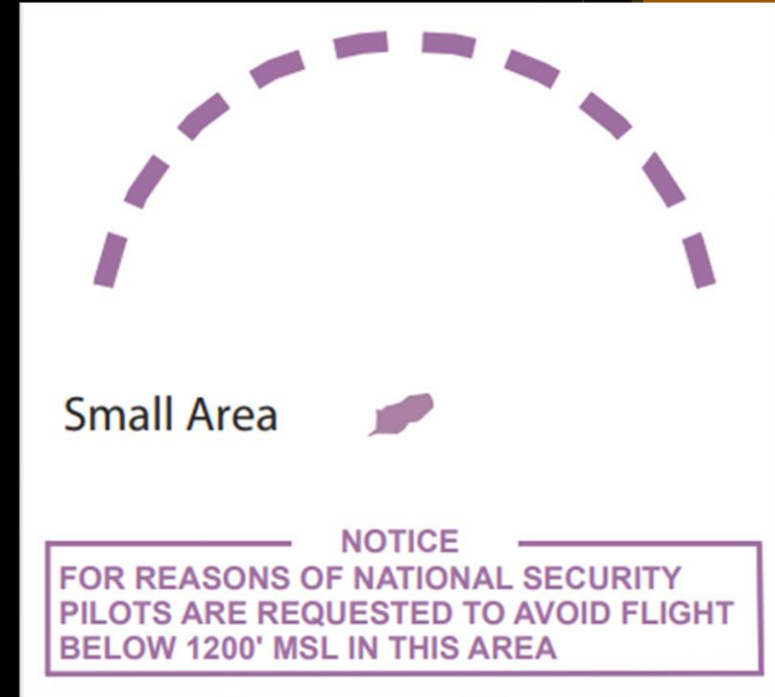 Small Area
NOTICE
FOR REASONS OF NATIONAL SECURITY
PILOTS ARE REQUESTED TO AVOID FLIGHT
BELOW 1200' MSL IN THIS AREA